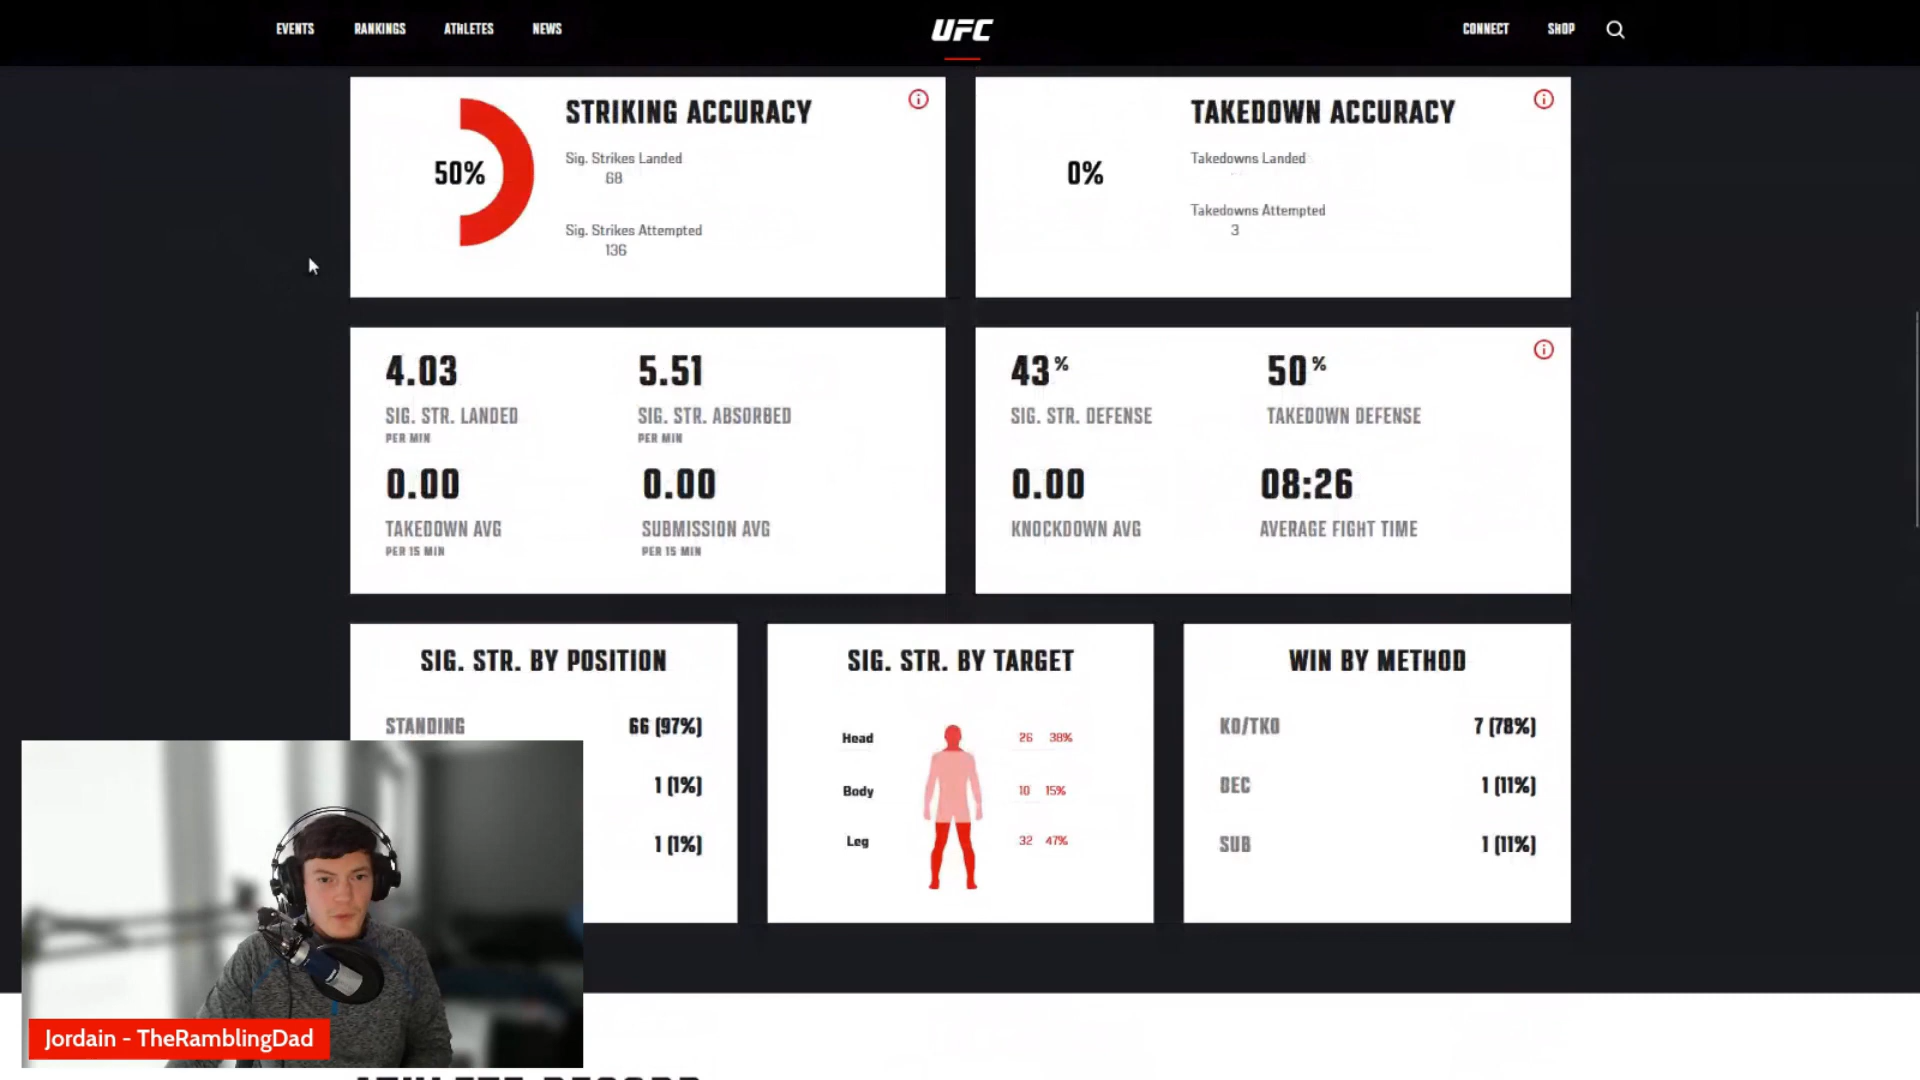 EVENTS RANKINGS ATHLETES NEWS UFC CONNECT SHOP
STRIKING ACCURACY
50%
Sig. Strikes Landed
68
Sig. Strikes Attempted
136
TAKEDOWN ACCURACY
0%
Takedowns Landed
Takedowns Attempted
3
4.03
SIG. STR. LANDED
PER MIN
5.51
SIG. STR. ABSORBED
PER MIN
0.00
TAKEDOWN AVG
PER 15 MIN
0.00
SUBMISSION AVG
PER 15 MIN
43%
SIG. STR. DEFENSE
50%
TAKEDOWN DEFENSE
0.00
KNOCKDOWN AVG
08:26
AVERAGE FIGHT TIME
SIG. STR. BY POSITION
STANDING 66 (97%)
1 (1%)
1 (1%)
SIG. STR. BY TARGET
Head 26 38%
Body 10 15%
Leg 32 47%
WIN BY METHOD
KO/TKO 7 (78%)
DEC 1 (11%)
SUB 1 (11%)
Jordain - TheRamblingDad
ATHLETE RECORD